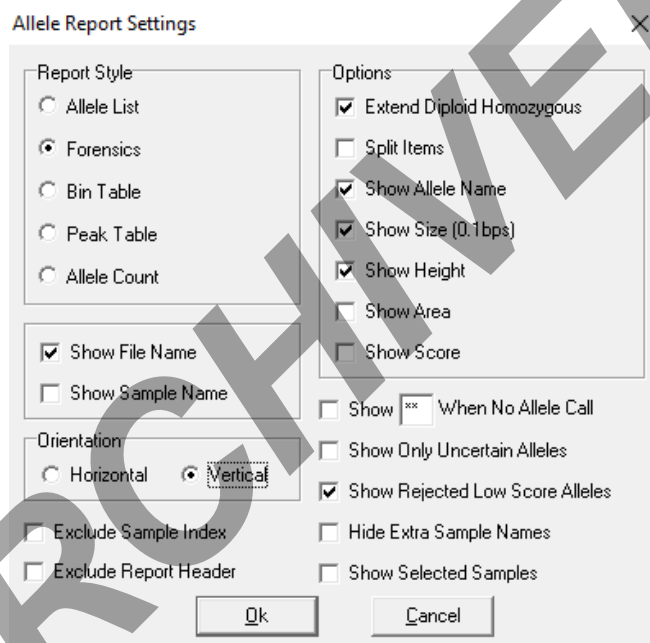 Allele Report Settings
Report Style
Allele List
Forensics
Bin Table
Peak Table
Allele Count
Show File Name
Show Sample Name
Orientation
Horizontal
Vertical
Exclude Sample Index
Exclude Report Header
Options
Extend Diploid Homozygous
Split Items
Show Allele Name
Show Size (0.1bps)
Show Height
Show Area
Show Score
Show ** When No Allele Call
Show Only Uncertain Alleles
Show Rejected Low Score Alleles
Hide Extra Sample Names
Show Selected Samples
Ok
Cancel
RCHIVE